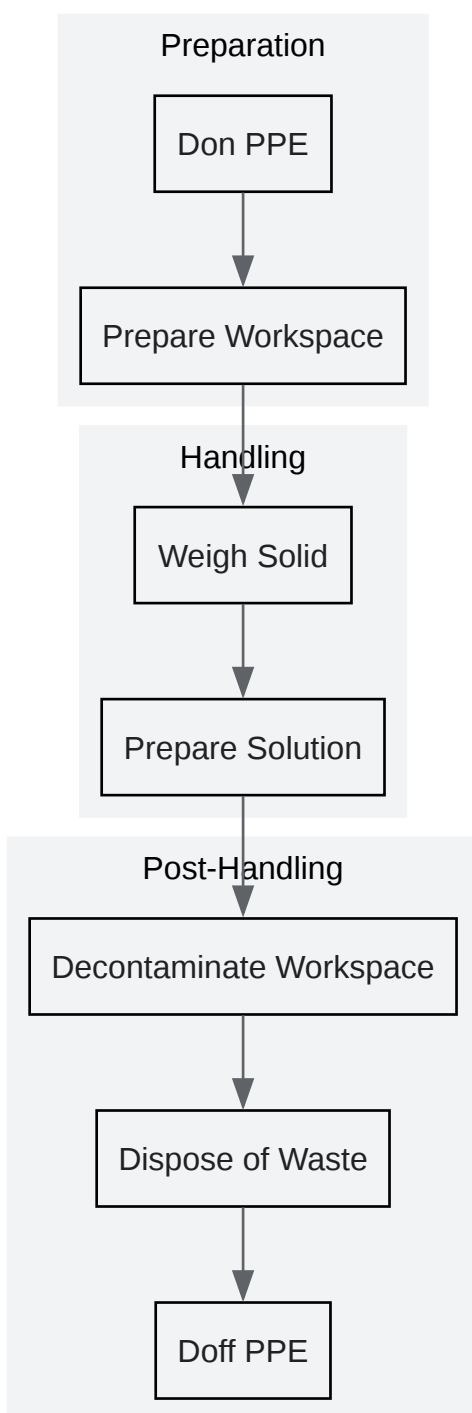 Preparation
Don PPE
Prepare Workspace
Handling
Weigh Solid
Prepare Solution
Post-Handling
Decontaminate Workspace
Dispose of Waste
Doff PPE